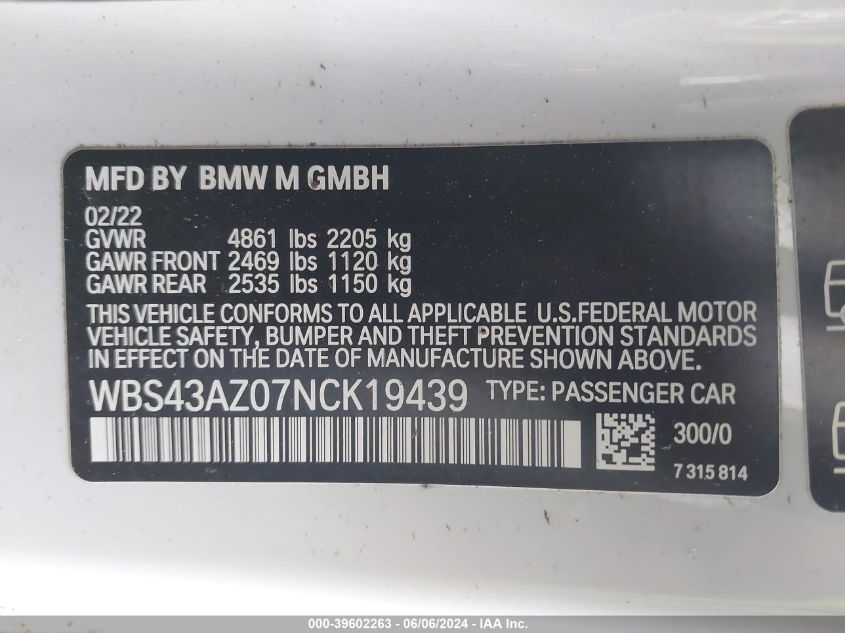 MFD BY BMW M GMBH
02/22
GVWR 4861 lbs 2205 kg
GAWR FRONT 2469 lbs 1120 kg
GAWR REAR 2535 lbs 1150 kg
THIS VEHICLE CONFORMS TO ALL APPLICABLE U.S.FEDERAL MOTOR
VEHICLE SAFETY, BUMPER AND THEFT PREVENTION STANDARDS
IN EFFECT ON THE DATE OF MANUFACTURE SHOWN ABOVE.
WBS43AZ07NCK19439 TYPE: PASSENGER CAR
300/0
7 315 814
000-39602263 - 06/06/2024 - IAA Inc.